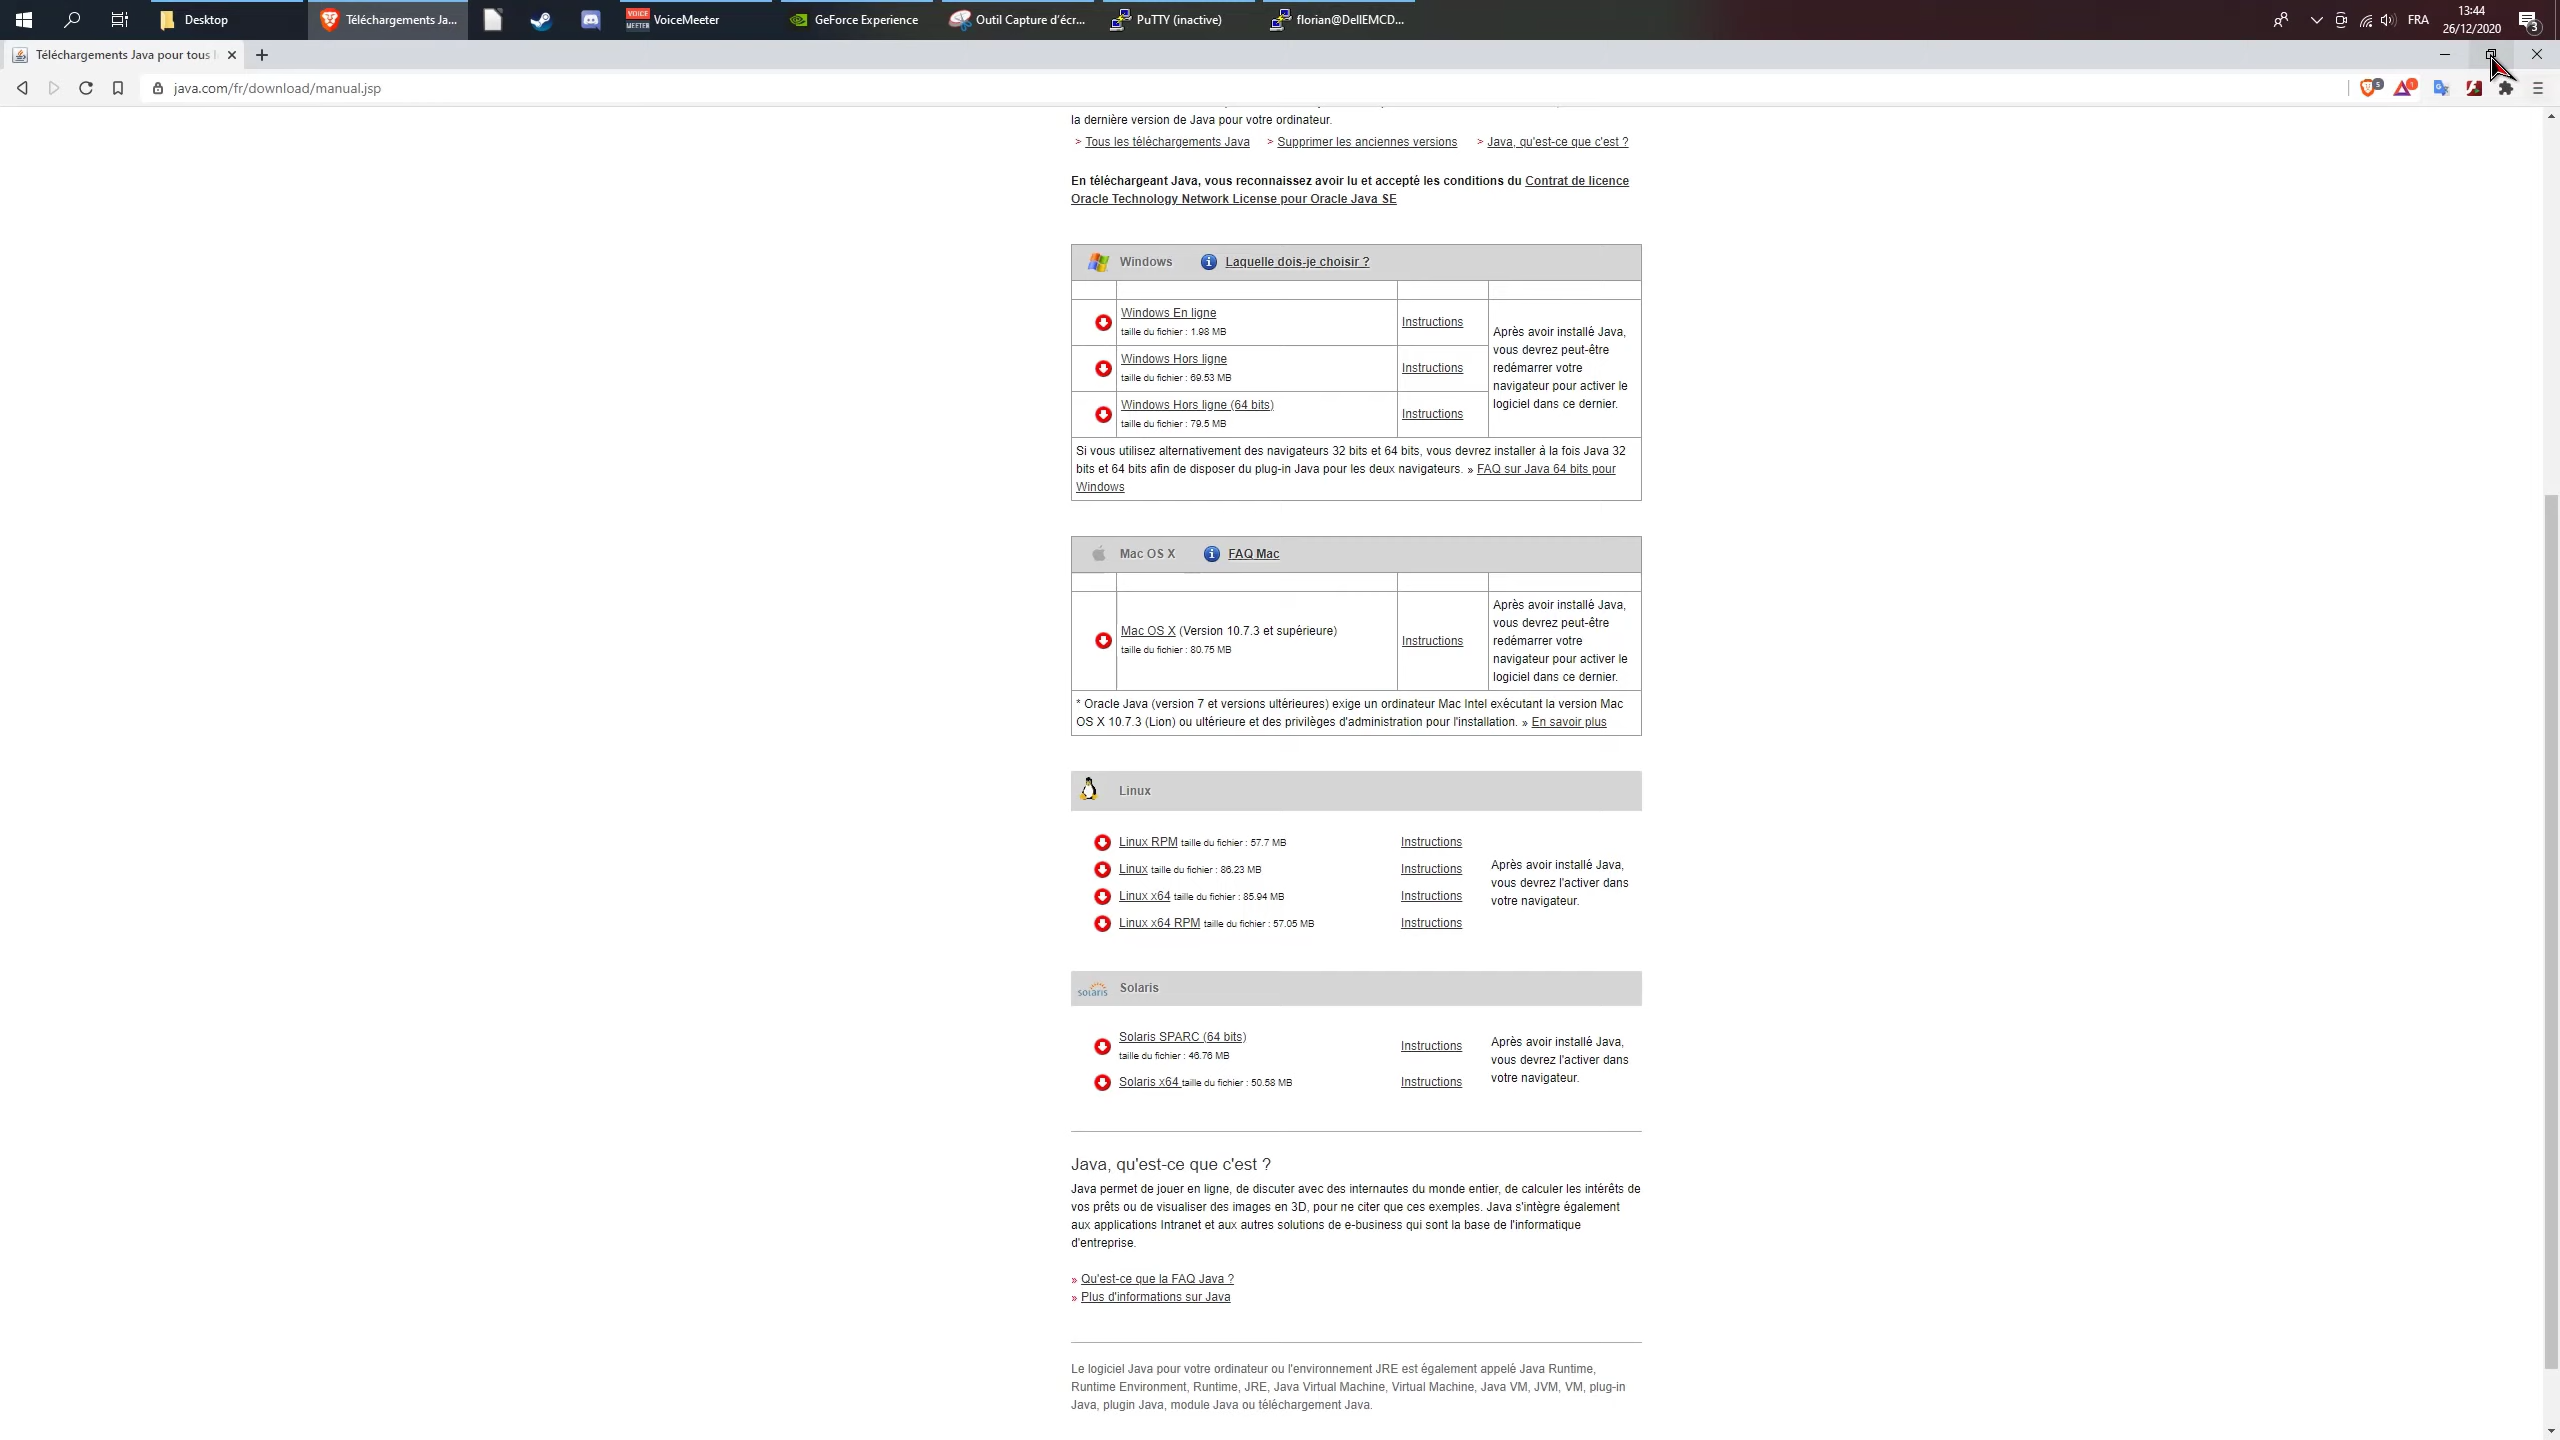 Desktop
Téléchargements Ja...
VOICE MEETER
VoiceMeeter
GeForce Experience
Outil Capture d'écr...
PuTTY (inactive)
florian@DellEMCD...
FRA
13:44
26/12/2020
3
Téléchargements Java pour tous l
java.com/fr/download/manual.jsp
5
1
la dernière version de Java pour votre ordinateur.
> Tous les téléchargements Java > Supprimer les anciennes versions > Java, qu'est-ce que c'est ?
En téléchargeant Java, vous reconnaissez avoir lu et accepté les conditions du Contrat de licence
Oracle Technology Network License pour Oracle Java SE
Windows Laquelle dois-je choisir ?
Windows En ligne
taille du fichier : 1.98 MB
Instructions
Windows Hors ligne
taille du fichier : 69.53 MB
Instructions
Windows Hors ligne (64 bits)
taille du fichier : 79.5 MB
Instructions
Après avoir installé Java,
vous devrez peut-être
redémarrer votre
navigateur pour activer le
logiciel dans ce dernier.
Si vous utilisez alternativement des navigateurs 32 bits et 64 bits, vous devrez installer à la fois Java 32
bits et 64 bits afin de disposer du plug-in Java pour les deux navigateurs. » FAQ sur Java 64 bits pour
Windows
Mac OS X FAQ Mac
Mac OS X (Version 10.7.3 et supérieure)
taille du fichier : 80.75 MB
Instructions
Après avoir installé Java,
vous devrez peut-être
redémarrer votre
navigateur pour activer le
logiciel dans ce dernier.
* Oracle Java (version 7 et versions ultérieures) exige un ordinateur Mac Intel exécutant la version Mac
OS X 10.7.3 (Lion) ou ultérieure et des privilèges d'administration pour l'installation. » En savoir plus
Linux
Linux RPM taille du fichier : 57.7 MB Instructions
Linux taille du fichier : 86.23 MB Instructions
Linux x64 taille du fichier : 85.94 MB Instructions
Linux x64 RPM taille du fichier : 57.05 MB Instructions
Après avoir installé Java,
vous devrez l'activer dans
votre navigateur.
solaris Solaris
Solaris SPARC (64 bits)
taille du fichier : 46.76 MB
Instructions
Solaris x64 taille du fichier : 50.58 MB Instructions
Après avoir installé Java,
vous devrez l'activer dans
votre navigateur.
Java, qu'est-ce que c'est ?
Java permet de jouer en ligne, de discuter avec des internautes du monde entier, de calculer les intérêts de
vos prêts ou de visualiser des images en 3D, pour ne citer que ces exemples. Java s'intègre également
aux applications Intranet et aux autres solutions de e-business qui sont la base de l'informatique
d'entreprise.
» Qu'est-ce que la FAQ Java ?
» Plus d'informations sur Java
Le logiciel Java pour votre ordinateur ou l'environnement JRE est également appelé Java Runtime,
Runtime Environment, Runtime, JRE, Java Virtual Machine, Virtual Machine, Java VM, JVM, VM, plug-in
Java, plugin Java, module Java ou téléchargement Java.